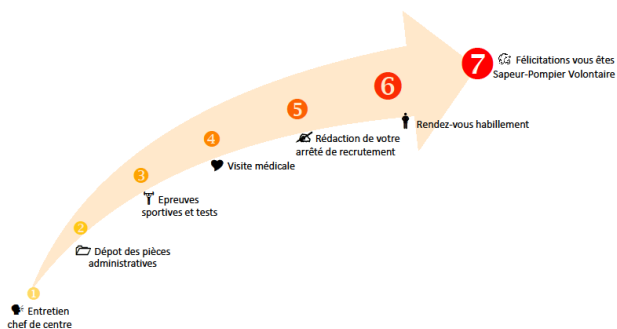 1
Entretien
chef de centre
2
Dépot des pièces
administratives
3
Epreuves
sportives et tests
4
Visite médicale
5
Rédaction de votre
arrêté de recrutement
6
Rendez-vous habillement
7
Félicitations vous êtes
Sapeur-Pompier Volontaire